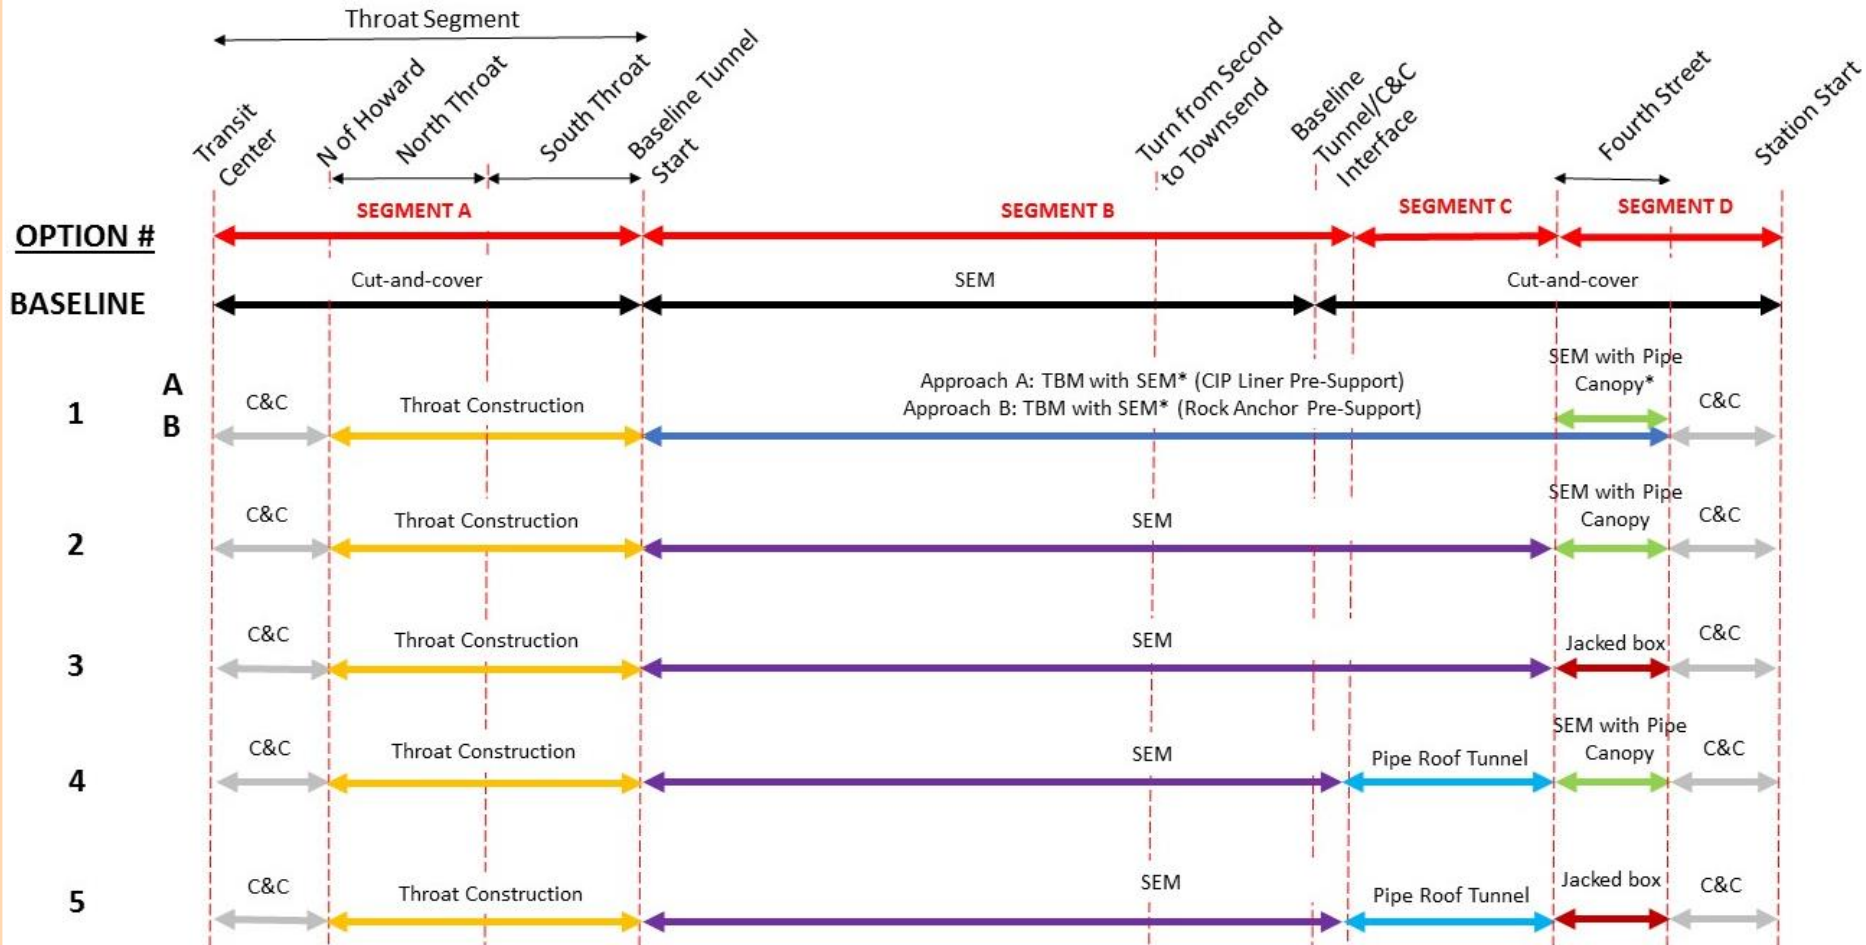 Throat Segment
Transit
Center
N of Howard
North Throat
South Throat
Baseline Tunnel
Start
Turn from Second
to Townsend
Baseline
Tunnel/C&C
Interface
Fourth Street
Station Start
SEGMENT A
SEGMENT B
SEGMENT C
SEGMENT D
OPTION #
Cut-and-cover
SEM
Cut-and-cover
BASELINE
1
A
B
C&C
Throat Construction
Approach A: TBM with SEM* (CIP Liner Pre-Support)
Approach B: TBM with SEM* (Rock Anchor Pre-Support)
SEM with Pipe
Canopy*
C&C
2
C&C
Throat Construction
SEM
SEM with Pipe
Canopy
C&C
3
C&C
Throat Construction
SEM
Jacked box
C&C
4
C&C
Throat Construction
SEM
Pipe Roof Tunnel
SEM with Pipe
Canopy
C&C
5
C&C
Throat Construction
SEM
Pipe Roof Tunnel
Jacked box
C&C